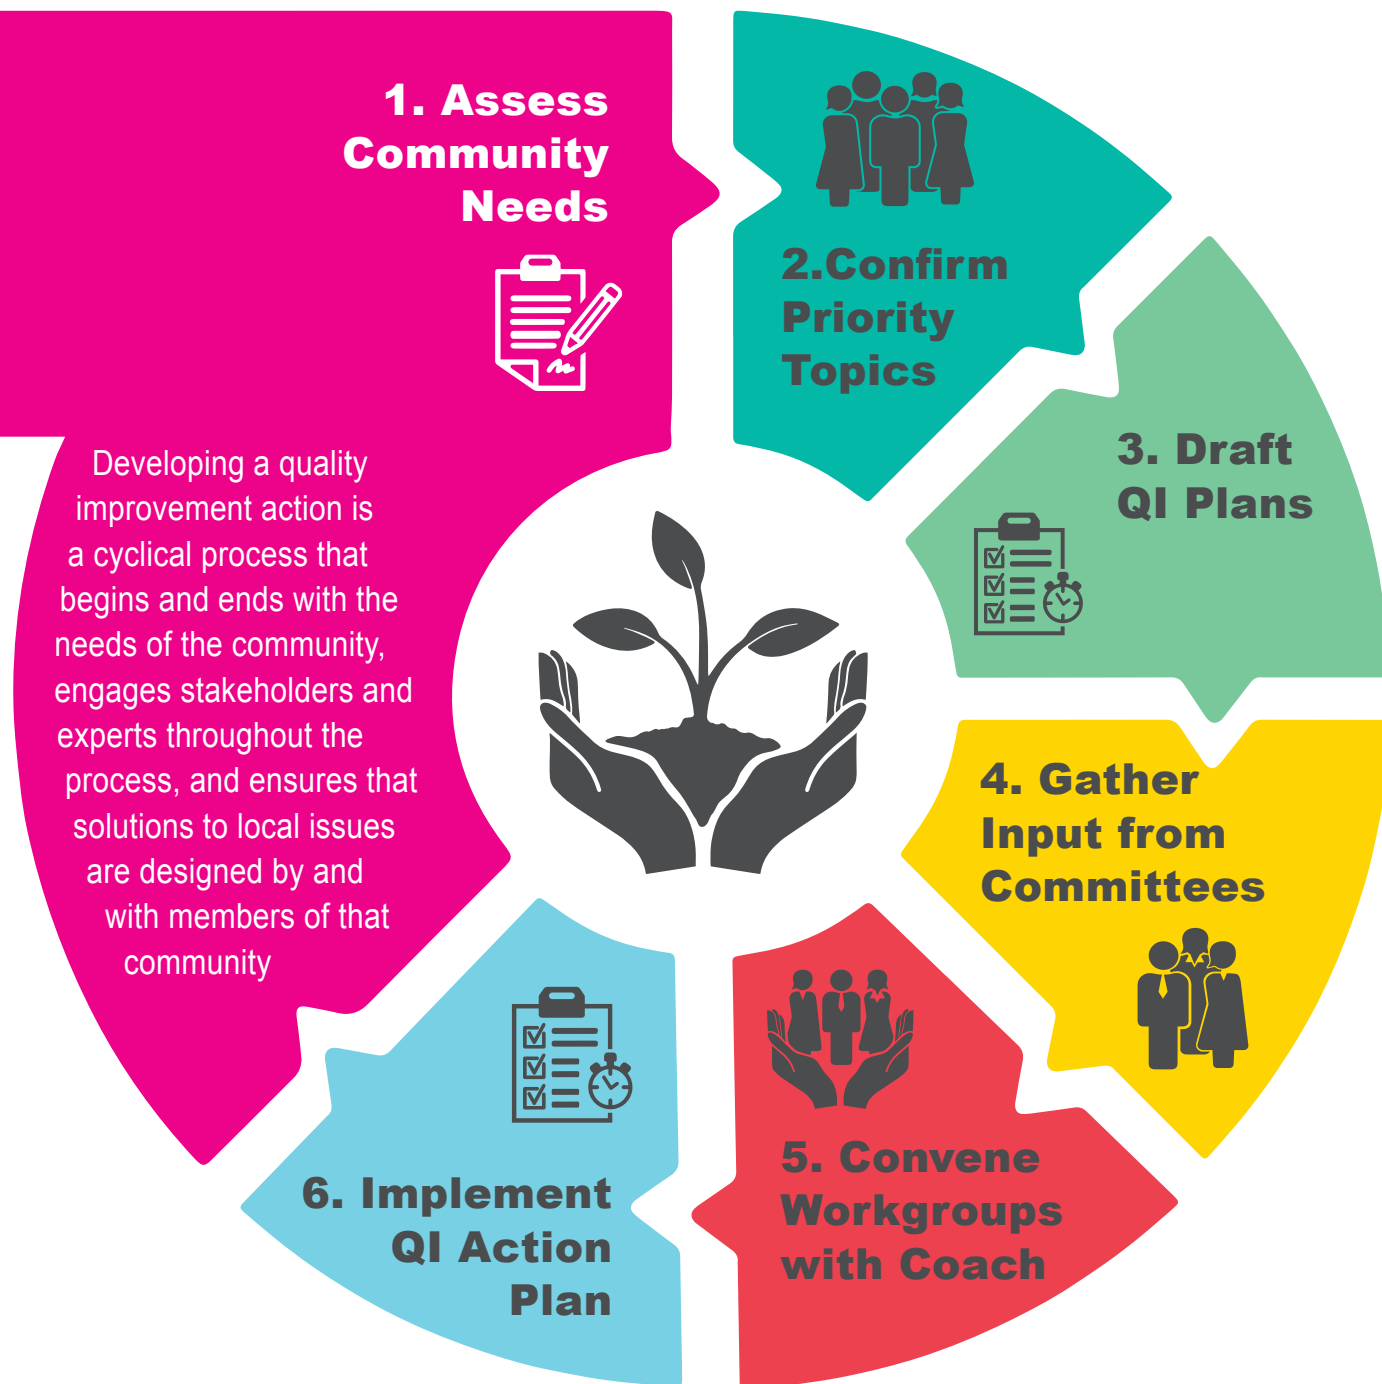 1. Assess
Community
Needs
Developing a quality
improvement action is
a cyclical process that
begins and ends with the
needs of the community,
engages stakeholders and
experts throughout the
process, and ensures that
solutions to local issues
are designed by and
with members of that
community
2.Confirm
Priority
Topics
3. Draft
QI Plans
4. Gather
Input from
Committees
5. Convene
Workgroups
with Coach
6. Implement
QI Action
Plan